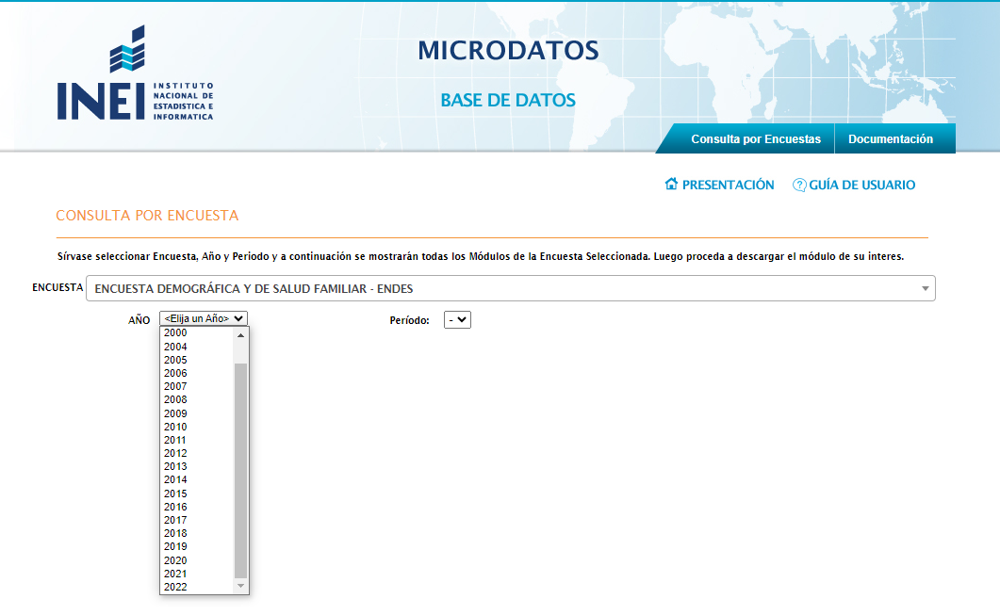 INEI
INSTITUTO
NACIONAL DE
ESTADISTICA E
INFORMATICA
MICRODATOS
BASE DE DATOS
Consulta por Encuestas
Documentación
PRESENTACIÓN
? GUÍA DE USUARIO
CONSULTA POR ENCUESTA
Sírvase seleccionar Encuesta, Año y Periodo y a continuación se mostrarán todas los Módulos de la Encuesta Seleccionada. Luego proceda a descargar el módulo de su interes.
ENCUESTA ENCUESTA DEMOGRÁFICA Y DE SALUD FAMILIAR - ENDES
AÑO <Elija un Año> Período: -
2000
2004
2005
2006
2007
2008
2009
2010
2011
2012
2013
2014
2015
2016
2017
2018
2019
2020
2021
2022